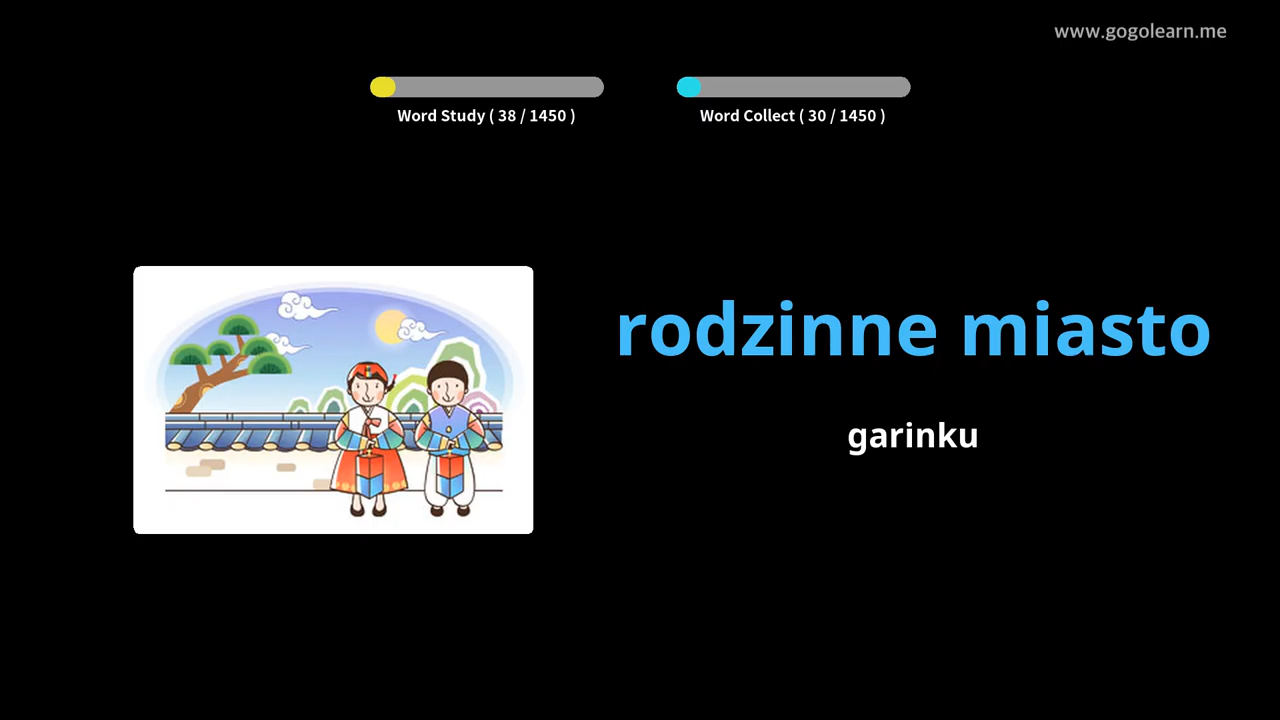 www.gogolearn.me
Word Study ( 38 / 1450 )
Word Collect ( 30 / 1450 )
rodzinne miasto
garinku